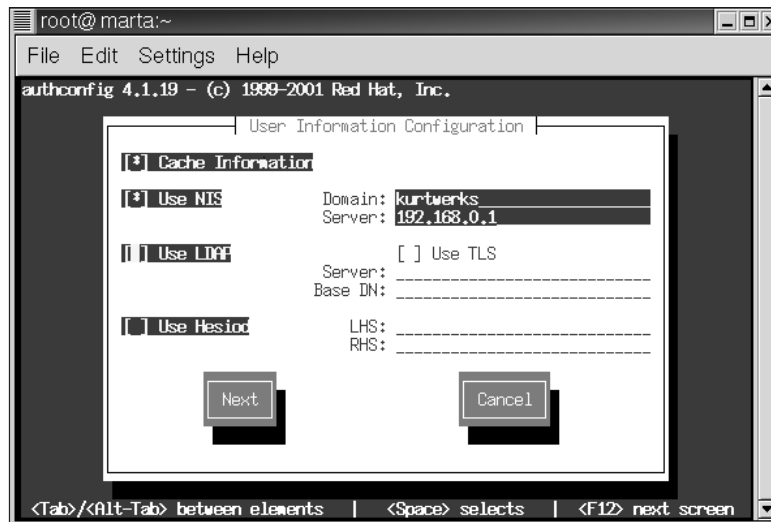 root@ marta:~
File Edit Settings Help
authconfig 4.1.19 - (c) 1999-2001 Red Hat, Inc.
User Information Configuration
[*] Cache Information
[*] Use NIS Domain: kurtwerks
Server: 192.168.0.1
[ ] Use LDAP [ ] Use TLS
Server:
Base DN:
[ ] Use Hesiod LHS:
RHS:
Next Cancel
<Tab>/<Alt-Tab> between elements | <Space> selects | <F12> next screen